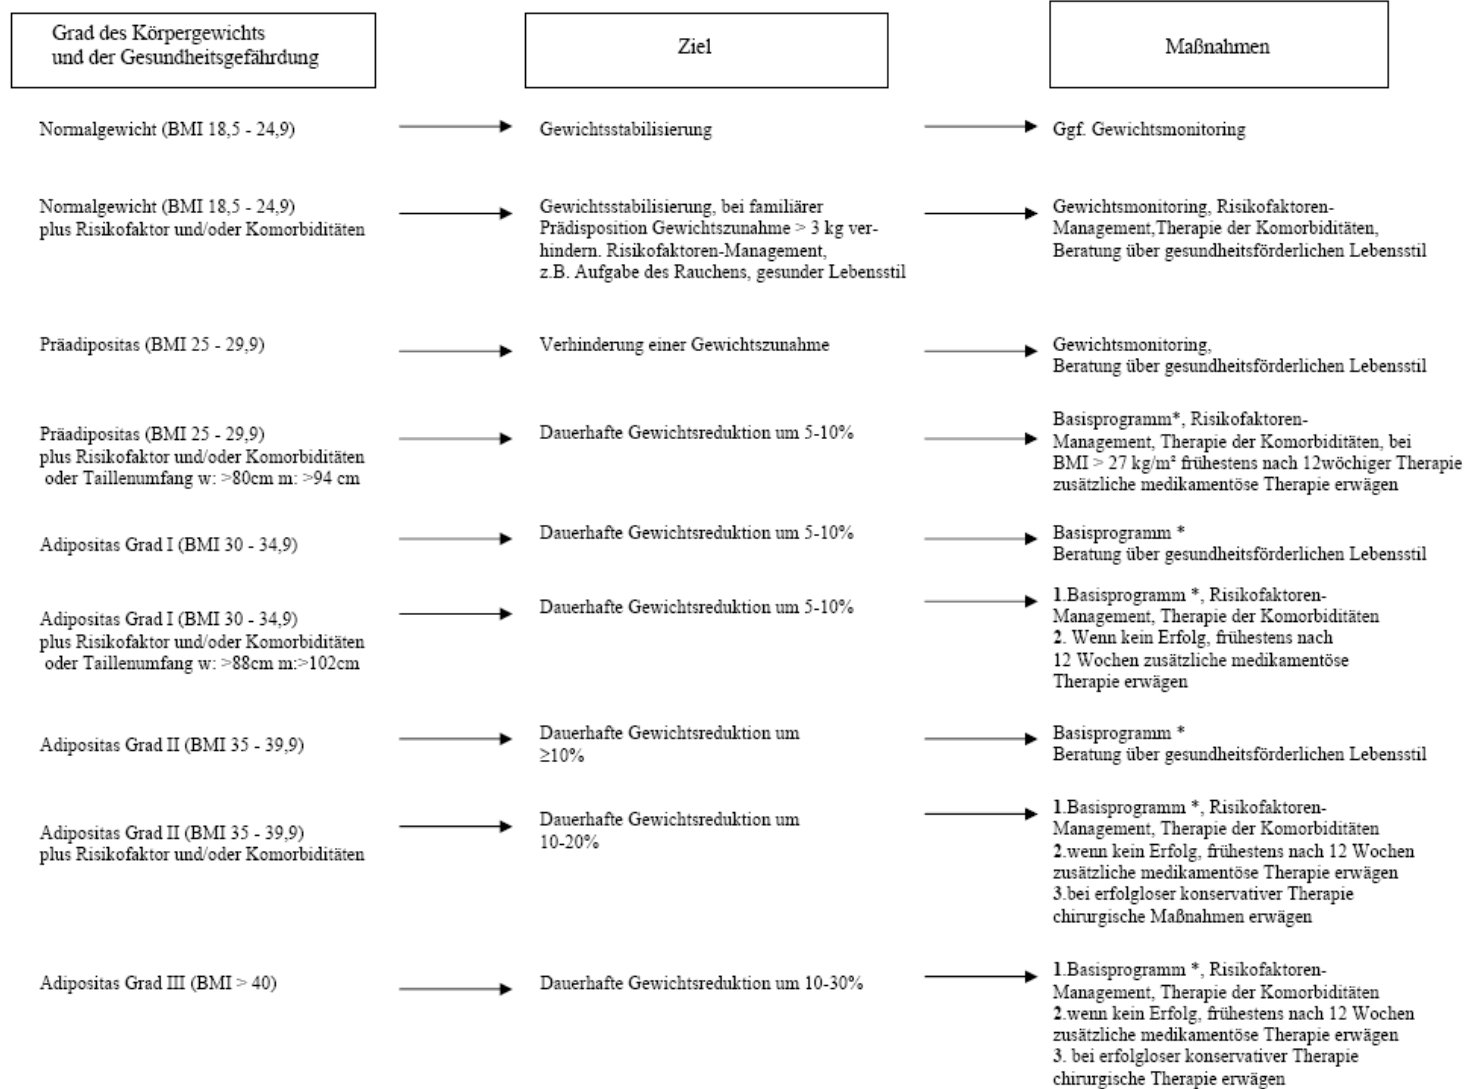 Grad des Körpergewichts
und der Gesundheitsgefährdung
Ziel
Maßnahmen
Normalgewicht (BMI 18,5 - 24,9)
Gewichtsstabilisierung
Ggf. Gewichtsmonitoring
Normalgewicht (BMI 18,5 - 24,9)
plus Risikofaktor und/oder Komorbiditäten
Gewichtsstabilisierung, bei familiärer
Prädisposition Gewichtszunahme > 3 kg ver-
hindern. Risikofaktoren-Management,
z.B. Aufgabe des Rauchens, gesunder Lebensstil
Gewichtsmonitoring, Risikofaktoren-
Management,Therapie der Komorbiditäten,
Beratung über gesundheitsförderlichen Lebensstil
Präadipositas (BMI 25 - 29,9)
Verhinderung einer Gewichtszunahme
Gewichtsmonitoring,
Beratung über gesundheitsförderlichen Lebensstil
Präadipositas (BMI 25 - 29,9)
plus Risikofaktor und/oder Komorbiditäten
oder Taillenumfang w: >80cm m: >94 cm
Dauerhafte Gewichtsreduktion um 5-10%
Basisprogramm*, Risikofaktoren-
Management, Therapie der Komorbiditäten, bei
BMI > 27 kg/m² frühestens nach 12wöchiger Therapie
zusätzliche medikamentöse Therapie erwägen
Adipositas Grad I (BMI 30 - 34,9)
Dauerhafte Gewichtsreduktion um 5-10%
Basisprogramm *
Beratung über gesundheitsförderlichen Lebensstil
Adipositas Grad I (BMI 30 - 34,9)
plus Risikofaktor und/oder Komorbiditäten
oder Taillenumfang w: >88cm m:>102cm
Dauerhafte Gewichtsreduktion um 5-10%
1.Basisprogramm *, Risikofaktoren-
Management, Therapie der Komorbiditäten
2. Wenn kein Erfolg, frühestens nach
12 Wochen zusätzliche medikamentöse
Therapie erwägen
Adipositas Grad II (BMI 35 - 39,9)
Dauerhafte Gewichtsreduktion um
≥10%
Basisprogramm *
Beratung über gesundheitsförderlichen Lebensstil
Adipositas Grad II (BMI 35 - 39,9)
plus Risikofaktor und/oder Komorbiditäten
Dauerhafte Gewichtsreduktion um
10-20%
1.Basisprogramm *, Risikofaktoren-
Management, Therapie der Komorbiditäten
2.wenn kein Erfolg, frühestens nach 12 Wochen
zusätzliche medikamentöse Therapie erwägen
3.bei erfolgloser konservativer Therapie
chirurgische Maßnahmen erwägen
Adipositas Grad III (BMI > 40)
Dauerhafte Gewichtsreduktion um 10-30%
1.Basisprogramm *, Risikofaktoren-
Management, Therapie der Komorbiditäten
2.wenn kein Erfolg, frühestens nach 12 Wochen
zusätzliche medikamentöse Therapie erwägen
3. bei erfolgloser konservativer Therapie
chirurgische Therapie erwägen